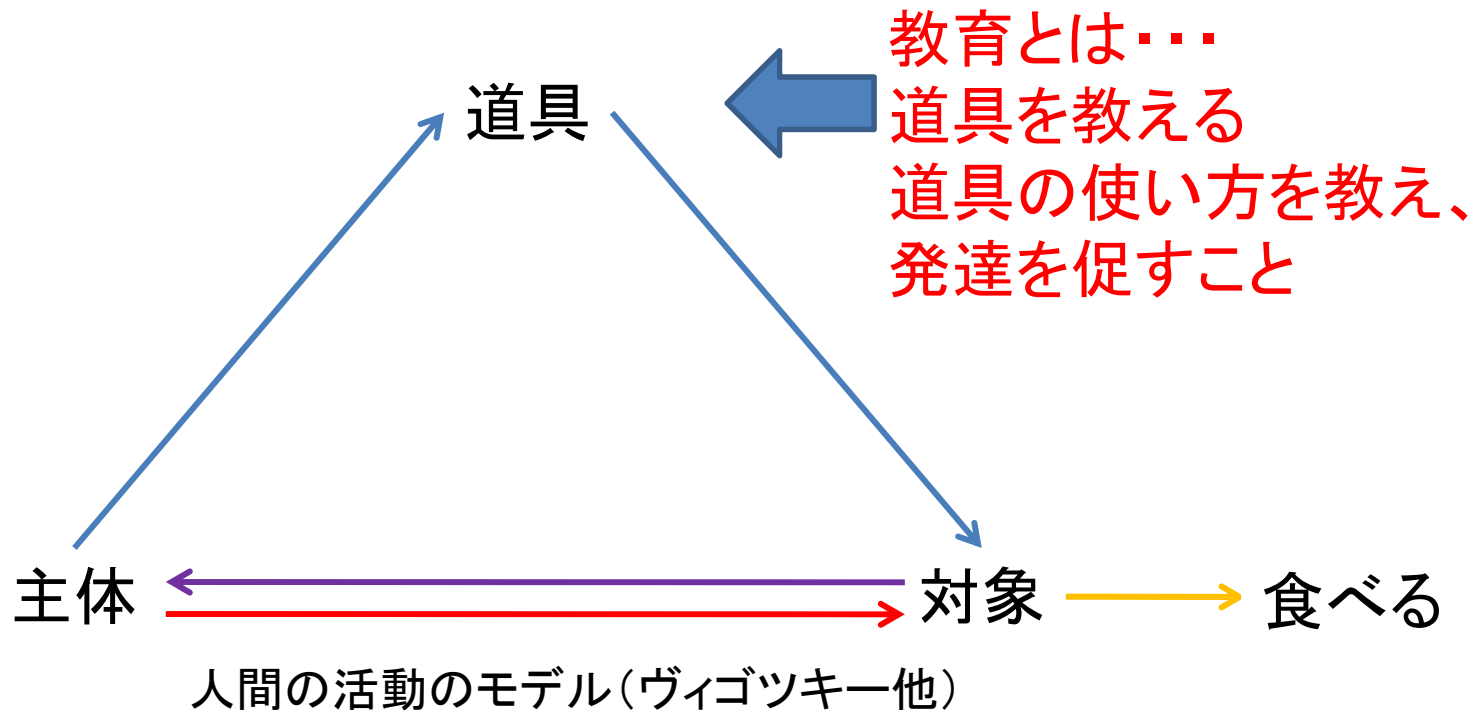 教育とは・・・
道具を教える
道具の使い方を教え、
発達を促すこと
道具
主体
対象
食べる
人間の活動のモデル（ヴィゴツキー他）